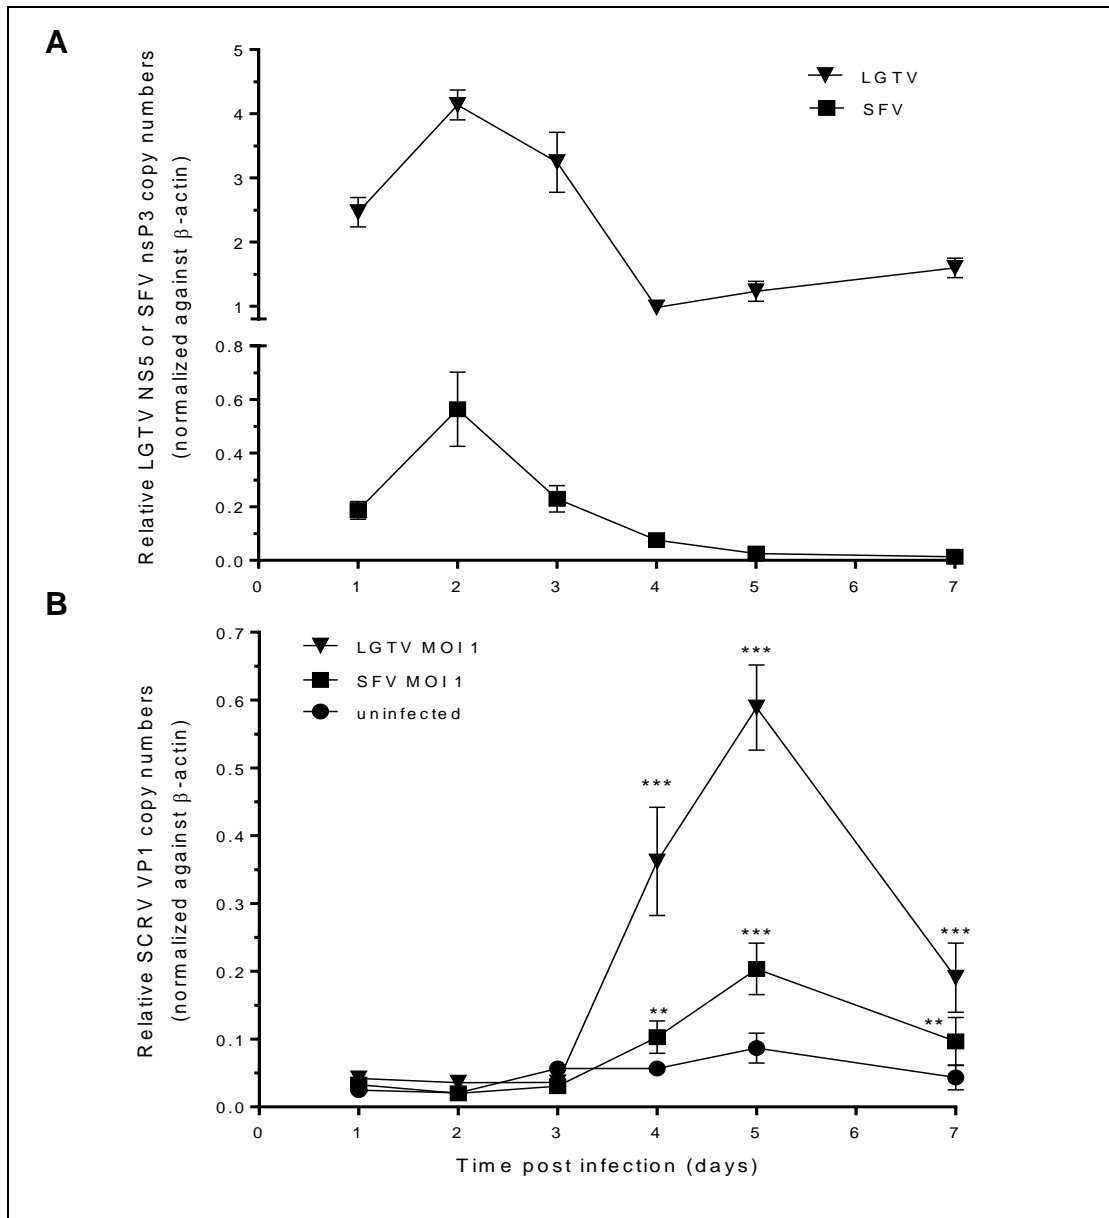 A
Relative LGTV NS5 or SFV nsP3 copy numbers
(normalized against β-actin)
5
4
3
2
1
0.8
0.6
0.4
0.2
0.0
LGTV
SFV
0 1 2 3 4 5 6 7
B
Relative SCRV VP1 copy numbers
(normalized against β-actin)
0.7
0.6
0.5
0.4
0.3
0.2
0.1
0.0
LGTV MOI 1
SFV MOI 1
uninfected
***
***
***
***
**
**
0 1 2 3 4 5 6 7
Time post infection (days)